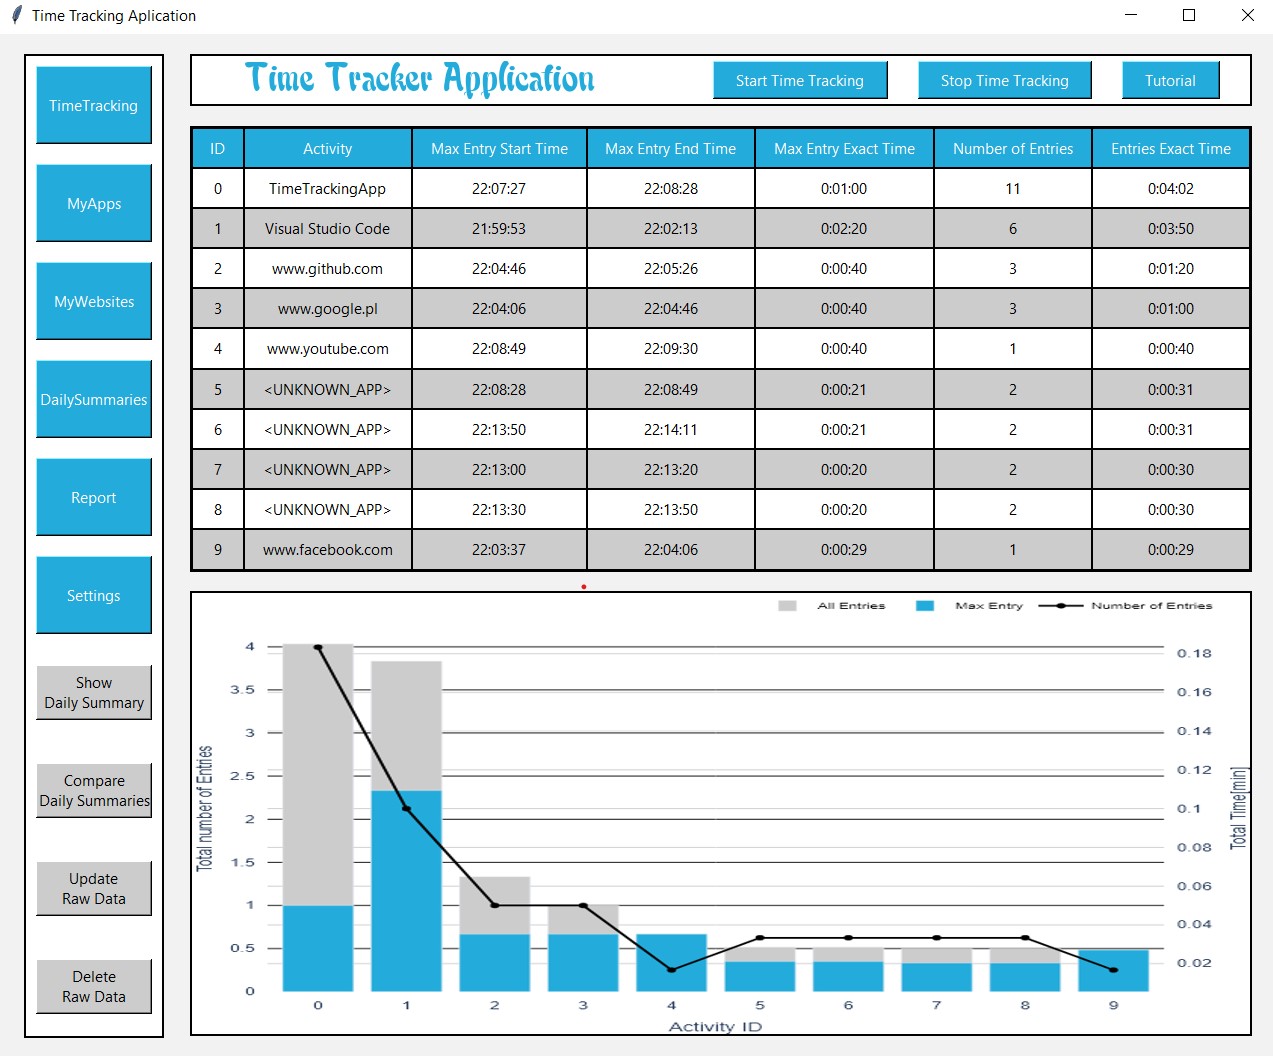 Time Tracking Aplication
TimeTracking
MyApps
MyWebsites
DailySummaries
Report
Settings
Show
Daily Summary
Compare
Daily Summaries
Update
Raw Data
Delete
Raw Data
Time Tracker Application
Start Time Tracking
Stop Time Tracking
Tutorial
ID Activity Max Entry Start Time Max Entry End Time Max Entry Exact Time Number of Entries Entries Exact Time
0 TimeTrackingApp 22:07:27 22:08:28 0:01:00 11 0:04:02
1 Visual Studio Code 21:59:53 22:02:13 0:02:20 6 0:03:50
2 www.github.com 22:04:46 22:05:26 0:00:40 3 0:01:20
3 www.google.pl 22:04:06 22:04:46 0:00:40 3 0:01:00
4 www.youtube.com 22:08:49 22:09:30 0:00:40 1 0:00:40
5 <UNKNOWN_APP> 22:08:28 22:08:49 0:00:21 2 0:00:31
6 <UNKNOWN_APP> 22:13:50 22:14:11 0:00:21 2 0:00:31
7 <UNKNOWN_APP> 22:13:00 22:13:20 0:00:20 2 0:00:30
8 <UNKNOWN_APP> 22:13:30 22:13:50 0:00:20 2 0:00:30
9 www.facebook.com 22:03:37 22:04:06 0:00:29 1 0:00:29
All Entries Max Entry Number of Entries
Total number of Entries
4
3.5
3
2.5
2
1.5
1
0.5
0
0.18
0.16
0.14
0.12
0.1
0.08
0.06
0.04
0.02
Total Time[min]
0 1 2 3 4 5 6 7 8 9
Activity ID